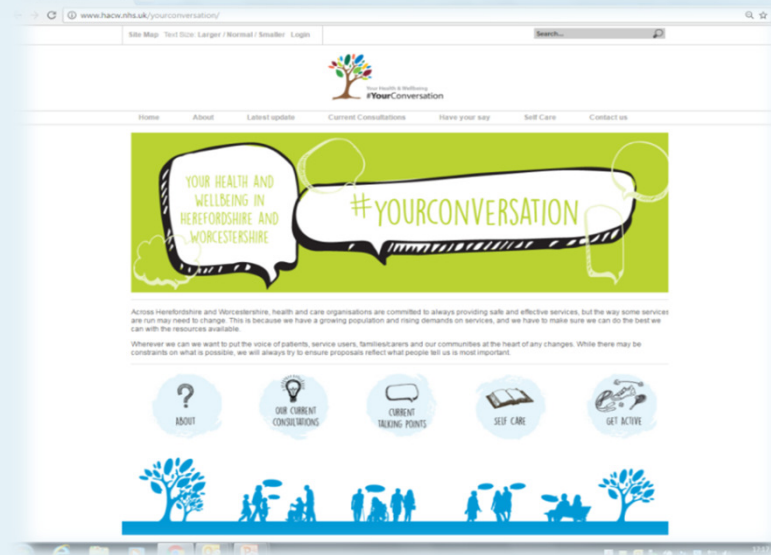 www.hacw.nhs.uk/yourconversation/
Site Map Text Size: Larger / Normal / Smaller Login
Search...
Your Health & Wellbeing
#YourConversation
Home About Latest update Current Consultations Have your say Self Care Contact us
YOUR HEALTH AND
WELLBEING IN
HEREFORDSHIRE AND
WORCESTERSHIRE
#YOURCONVERSATION
Across Herefordshire and Worcestershire, health and care organisations are committed to always providing safe and effective services, but the way some services
are run may need to change. This is because we have a growing population and rising demands on services, and we have to make sure we can do the best we
can with the resources available.
Wherever we can we want to put the voice of patients, service users, families/carers and our communities at the heart of any changes. While there may be
constraints on what is possible, we will always try to ensure proposals reflect what people tell us is most important.
ABOUT
OUR CURRENT
CONSULTATIONS
CURRENT
TALKING POINTS
SELF CARE
GET ACTIVE